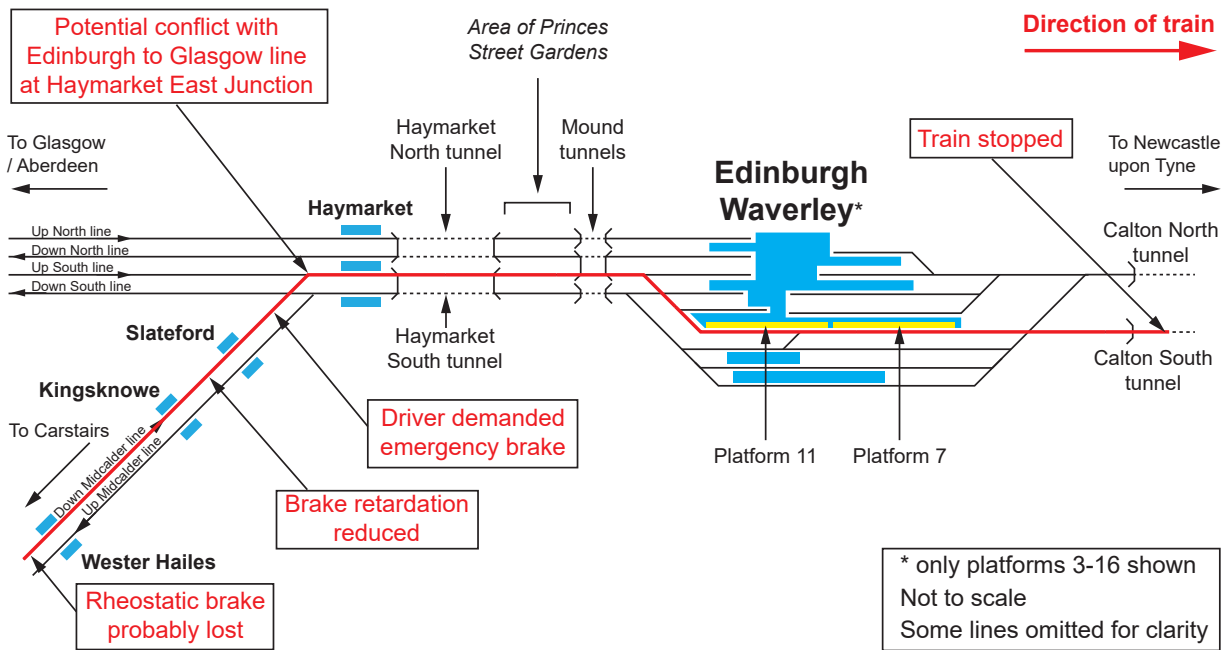 Potential conflict with
Edinburgh to Glasgow line
at Haymarket East Junction
Area of Princes
Street Gardens
Direction of train
To Glasgow
/ Aberdeen
Haymarket
North tunnel
Mound
tunnels
Train stopped
To Newcastle
upon Tyne
Edinburgh
Waverley*
Haymarket
Up North line
Down North line
Up South line
Down South line
Calton North
tunnel
Haymarket
South tunnel
Slateford
Calton South
tunnel
Kingsknowe
To Carstairs
Driver demanded
emergency brake
Platform 11
Platform 7
Down Midcalder line
Up Midcalder line
Brake retardation
reduced
Wester Hailes
Rheostatic brake
probably lost
* only platforms 3-16 shown
Not to scale
Some lines omitted for clarity